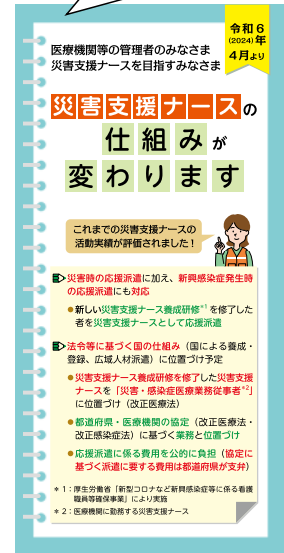 令和6
(2024)年
4月より
医療機関等の管理者のみなさま
災害支援ナースを目指すみなさま
災害支援ナースの
仕組みが
変わります
これまでの災害支援ナースの
活動実績が評価されました!
災害時の応援派遣に加え、新興感染症発生時
の応援派遣にも対応
●新しい災害支援ナース養成研修*1を修了した
者を災害支援ナースとして応援派遣
法令等に基づく国の仕組み(国による養成・
登録、広域人材派遣)に位置づけ予定
●災害支援ナース養成研修を修了した災害支援
ナースを「災害・感染症医療業務従事者*2」
に位置づけ(改正医療法)
●都道府県・医療機関の協定(改正医療法・
改正感染症法)に基づく業務と位置づけ
●応援派遣に係る費用を公的に負担(協定に
基づく派遣に要する費用は都道府県が支弁)
*1:厚生労働省「新型コロナなど新興感染症等に係る看護
職員等確保事業」により実施
*2:医療機関に勤務する災害支援ナース